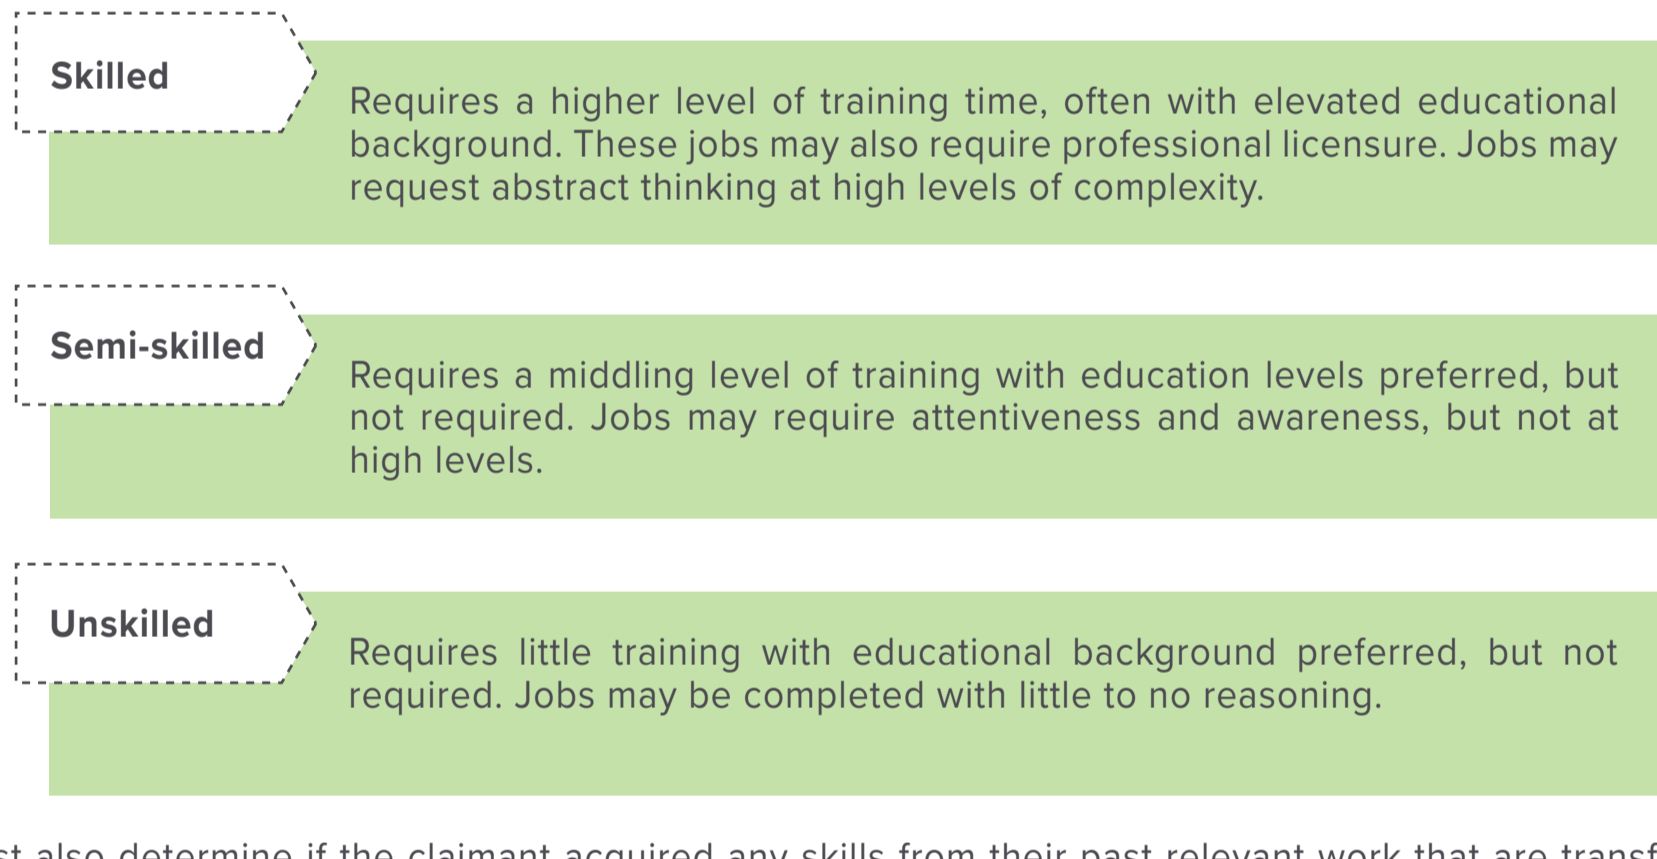 Skilled
Requires a higher level of training time, often with elevated educational
background. These jobs may also require professional licensure. Jobs may
request abstract thinking at high levels of complexity.
Semi-skilled
Requires a middling level of training with education levels preferred, but
not required. Jobs may require attentiveness and awareness, but not at
high levels.
Unskilled
Requires little training with educational background preferred, but not
required. Jobs may be completed with little to no reasoning.
also determine if the claimant acquired any skills from their past relevant work that are